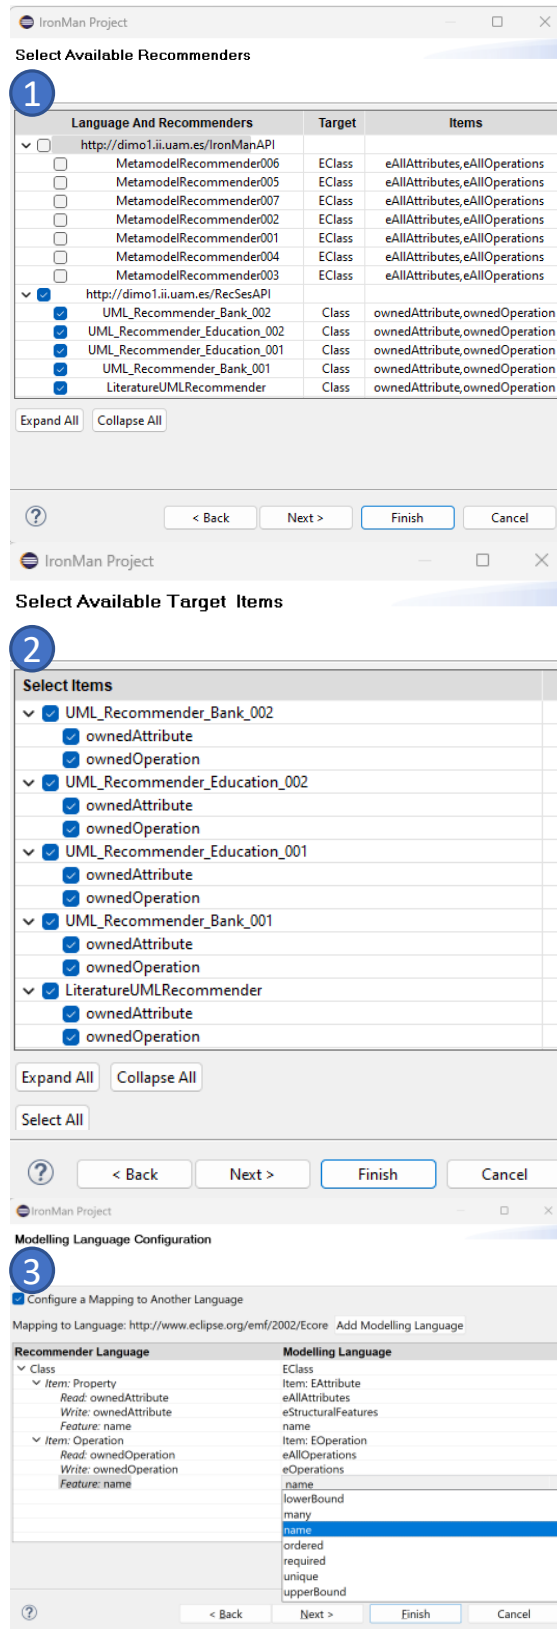 IronMan Project
Select Available Recommenders
1
Language And Recommenders Target Items
http://dimo1.ii.uam.es/IronManAPI
MetamodelRecommender006 EClass eAllAttributes,eAllOperations
MetamodelRecommender005 EClass eAllAttributes,eAllOperations
MetamodelRecommender007 EClass eAllAttributes,eAllOperations
MetamodelRecommender002 EClass eAllAttributes,eAllOperations
MetamodelRecommender001 EClass eAllAttributes,eAllOperations
MetamodelRecommender004 EClass eAllAttributes,eAllOperations
MetamodelRecommender003 EClass eAllAttributes,eAllOperations
http://dimo1.ii.uam.es/RecSesAPI
UML_Recommender_Bank_002 Class ownedAttribute,ownedOperation
UML_Recommender_Education_002 Class ownedAttribute,ownedOperation
UML_Recommender_Education_001 Class ownedAttribute,ownedOperation
UML_Recommender_Bank_001 Class ownedAttribute,ownedOperation
LiteratureUMLRecommender Class ownedAttribute,ownedOperation
Expand All Collapse All
? < Back Next > Finish Cancel
IronMan Project
Select Available Target Items
2
Select Items
UML_Recommender_Bank_002
ownedAttribute
ownedOperation
UML_Recommender_Education_002
ownedAttribute
ownedOperation
UML_Recommender_Education_001
ownedAttribute
ownedOperation
UML_Recommender_Bank_001
ownedAttribute
ownedOperation
LiteratureUMLRecommender
ownedAttribute
ownedOperation
Expand All Collapse All
Select All
? < Back Next > Finish Cancel
IronMan Project
Modelling Language Configuration
3
Configure a Mapping to Another Language
Mapping to Language: http://www.eclipse.org/emf/2002/Ecore Add Modelling Language
Recommender Language Modelling Language
Class EClass
Item: Property Item: EAttribute
Read: ownedAttribute eAllAttributes
Write: ownedAttribute eStructuralFeatures
Feature: name name
Item: Operation Item: EOperation
Read: ownedOperation eAllOperations
Write: ownedOperation eOperations
Feature: name name
lowerBound
many
name
ordered
required
unique
upperBound
? < Back Next > Finish Cancel